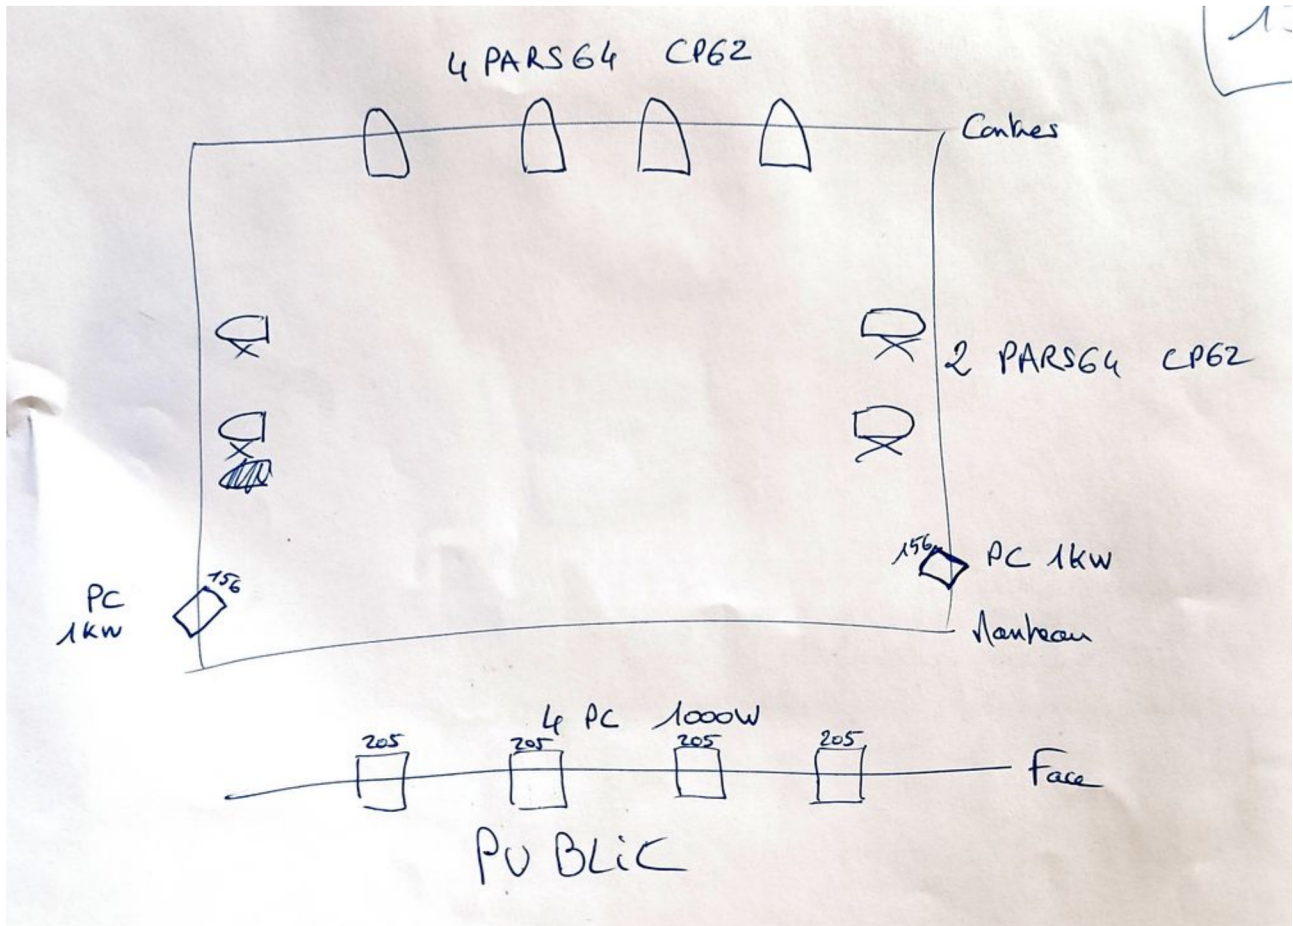 4 PARS64 CP62
Contres
2 PARS64 CP62
156
PC 1KW
156
PC
1KW
Manteau
4 PC 1000W
205 205 205 205
Face
PUBLIC